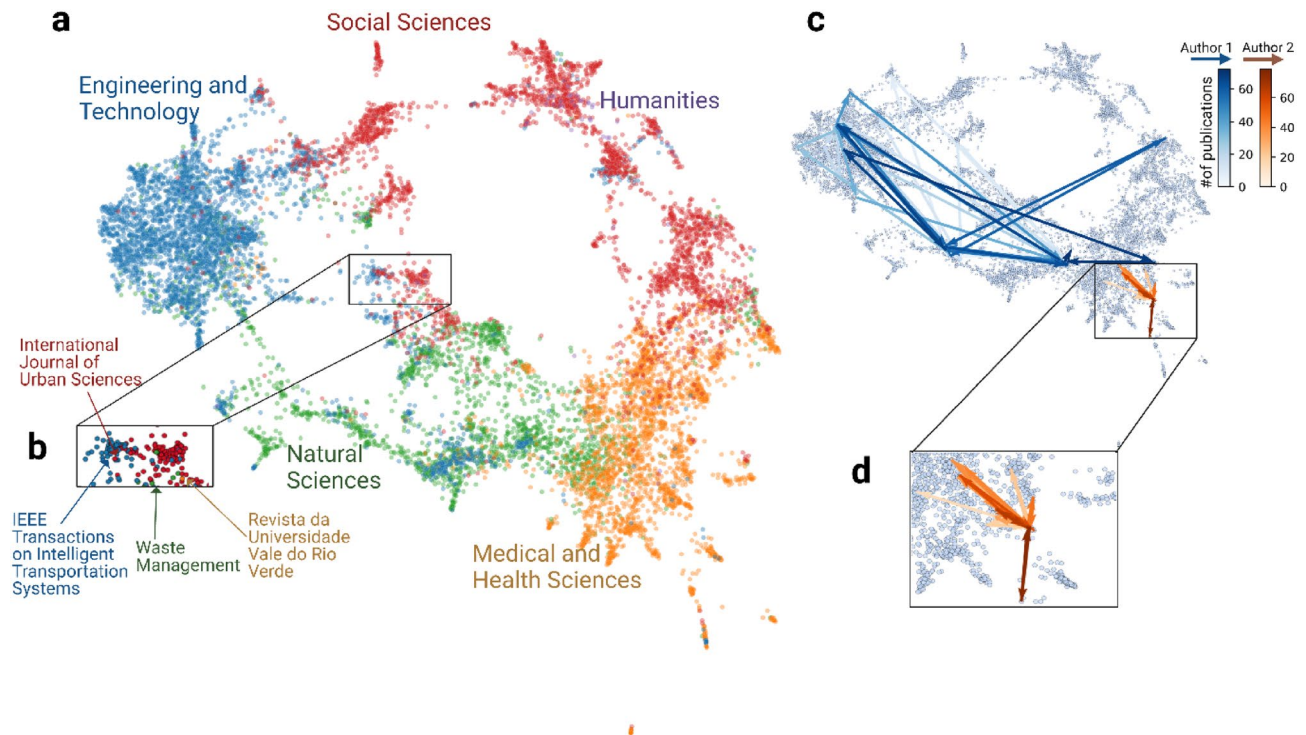 a
Social Sciences
Engineering and
Technology
Humanities
International
Journal of
Urban Sciences
b
Natural
Sciences
IEEE
Transactions
on Intelligent
Transportation
Systems
Waste
Management
Revista da
Universidade
Vale do Rio
Verde
Medical and
Health Sciences
c
Author 1 Author 2
#of publications
60 60
40 40
20 20
0 0
d